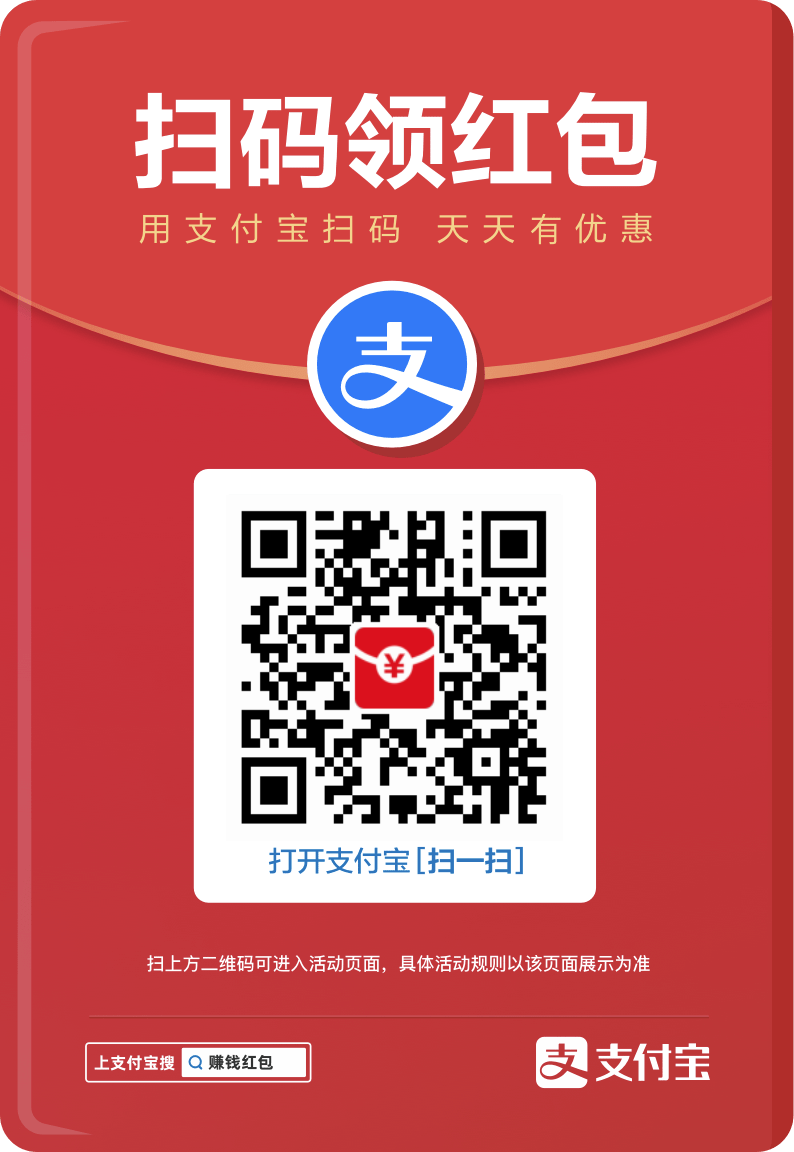 扫码领红包
用支付宝扫码 天天有优惠
支
¥
打开支付宝[扫一扫]
扫上方二维码可进入活动页面，具体活动规则以该页面展示为准
上支付宝搜 赚钱红包
支 支付宝